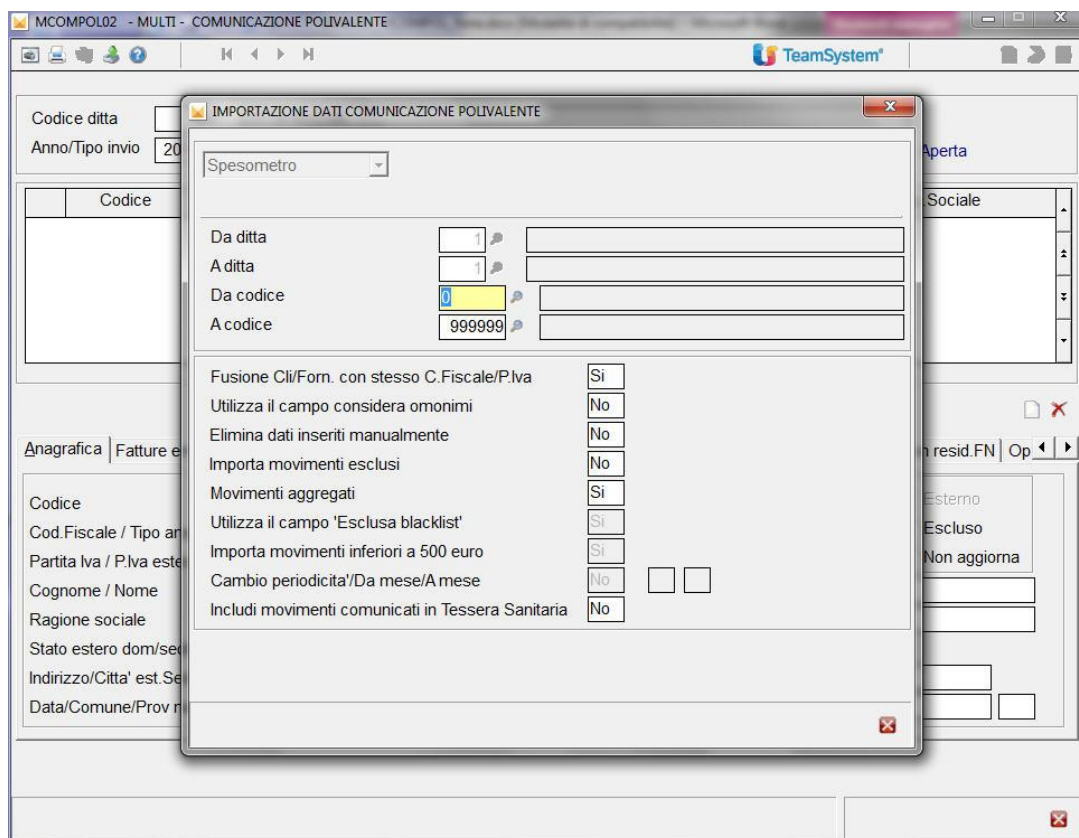 MCOMPOL02 - MULTI - COMUNICAZIONE POLIVALENTE
TeamSystem®
Codice ditta
Anno/Tipo invio 20
Aperta
Codice
.Sociale
Anagrafica Fatture e
resid.FN Op
Codice
Esterno
Cod.Fiscale / Tipo an
Escluso
Partita Iva / P.Iva este
Non aggiorna
Cognome / Nome
Ragione sociale
Stato estero dom/sed
Indirizzo/Citta' est.Se
Data/Comune/Prov n
IMPORTAZIONE DATI COMUNICAZIONE POLIVALENTE
Spesometro
Da ditta 1
A ditta 1
Da codice 0
A codice 999999
Fusione Cli/Forn. con stesso C.Fiscale/P.Iva Si
Utilizza il campo considera omonimi No
Elimina dati inseriti manualmente No
Importa movimenti esclusi No
Movimenti aggregati Si
Utilizza il campo 'Esclusa blacklist' Si
Importa movimenti inferiori a 500 euro Si
Cambio periodicita'/Da mese/A mese No
Includi movimenti comunicati in Tessera Sanitaria No